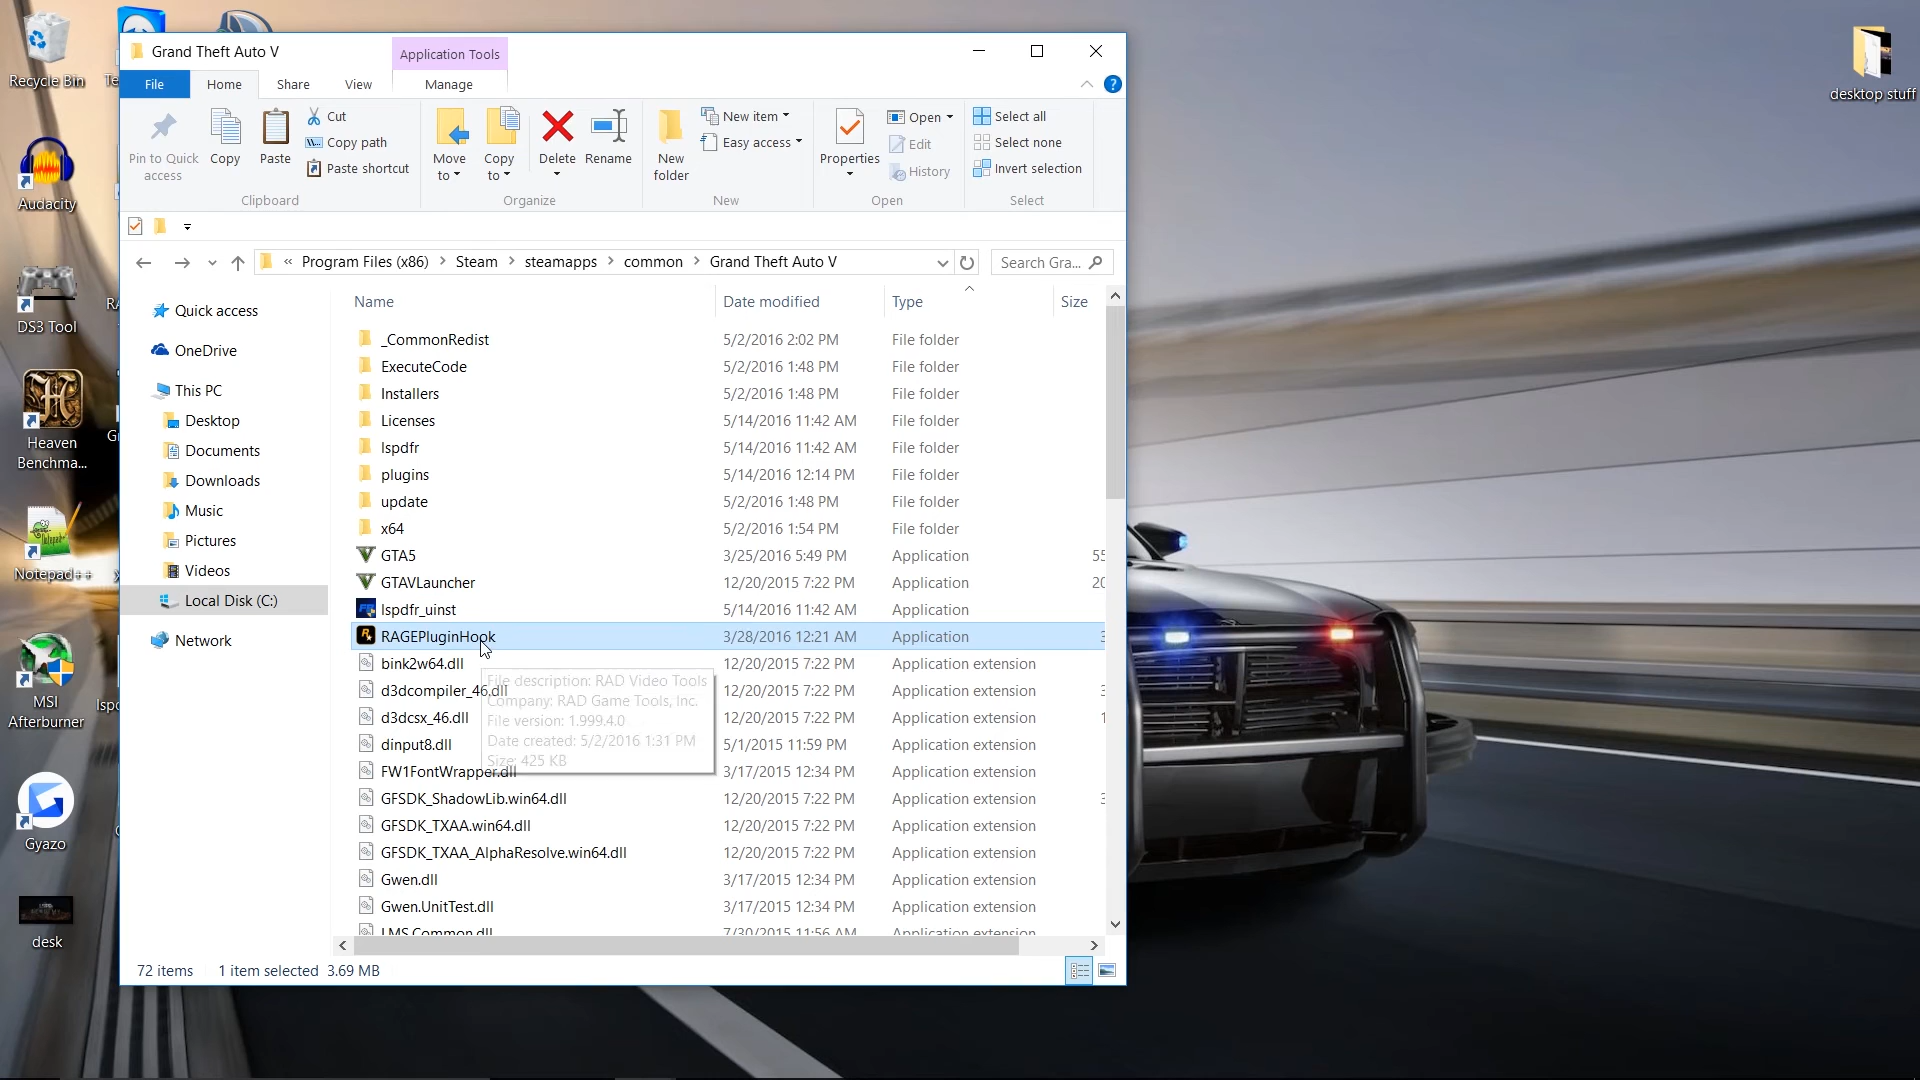 Grand Theft Auto V
Application Tools
File
Home
Share
View
Manage
Pin to Quick access
Copy
Paste
Cut
Copy path
Paste shortcut
Move to
Copy to
Delete
Rename
New folder
New item
Easy access
Properties
Open
Edit
History
Select all
Select none
Invert selection
Clipboard
Organize
New
Open
Select
« Program Files (x86) > Steam > steamapps > common > Grand Theft Auto V
Search Gra...
Quick access
OneDrive
This PC
Desktop
Documents
Downloads
Music
Pictures
Videos
Local Disk (C:)
Network
Name Date modified Type Size
_CommonRedist 5/2/2016 2:02 PM File folder
ExecuteCode 5/2/2016 1:48 PM File folder
Installers 5/2/2016 1:48 PM File folder
Licenses 5/14/2016 11:42 AM File folder
lspdfr 5/14/2016 11:42 AM File folder
plugins 5/14/2016 12:14 PM File folder
update 5/2/2016 1:48 PM File folder
x64 5/2/2016 1:54 PM File folder
GTA5 3/25/2016 5:49 PM Application 55
GTAVLauncher 12/20/2015 7:22 PM Application 20
lspdfr_uinst 5/14/2016 11:42 AM Application
RAGEPluginHook 3/28/2016 12:21 AM Application 3
bink2w64.dll 12/20/2015 7:22 PM Application extension
d3dcompiler_46.dll 12/20/2015 7:22 PM Application extension 3
d3dcsx_46.dll 12/20/2015 7:22 PM Application extension 1
dinput8.dll 5/1/2015 11:59 PM Application extension
FW1FontWrapper.dll 3/17/2015 12:34 PM Application extension
GFSDK_ShadowLib.win64.dll 12/20/2015 7:22 PM Application extension 3
GFSDK_TXAA.win64.dll 12/20/2015 7:22 PM Application extension
GFSDK_TXAA_AlphaResolve.win64.dll 12/20/2015 7:22 PM Application extension
Gwen.dll 3/17/2015 12:34 PM Application extension
Gwen.UnitTest.dll 3/17/2015 12:34 PM Application extension
LMS.Common.dll 7/30/2015 11:56 AM Application extension
File description: RAD Video Tools
Company: RAD Game Tools, Inc.
File version: 1.999.4.0
Date created: 5/2/2016 1:31 PM
Size: 425 KB
72 items 1 item selected 3.69 MB
Recycle Bin
Audacity
DS3 Tool
Heaven
Benchma...
Notepad++
MSI
Afterburner
Gyazo
desk
desktop stuff